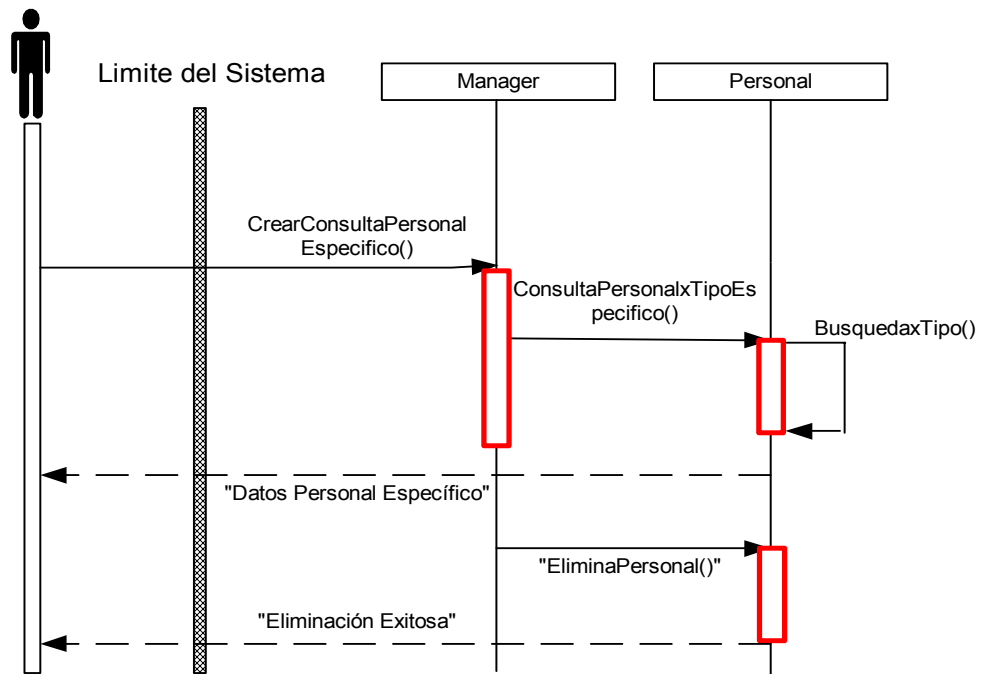 Limite del Sistema
Manager
Personal
CrearConsultaPersonal
Especifico()
ConsultaPersonalxTipoEs
pecifico()
BusquedaxTipo()
"Datos Personal Específico"
"EliminaPersonal()"
"Eliminación Exitosa"